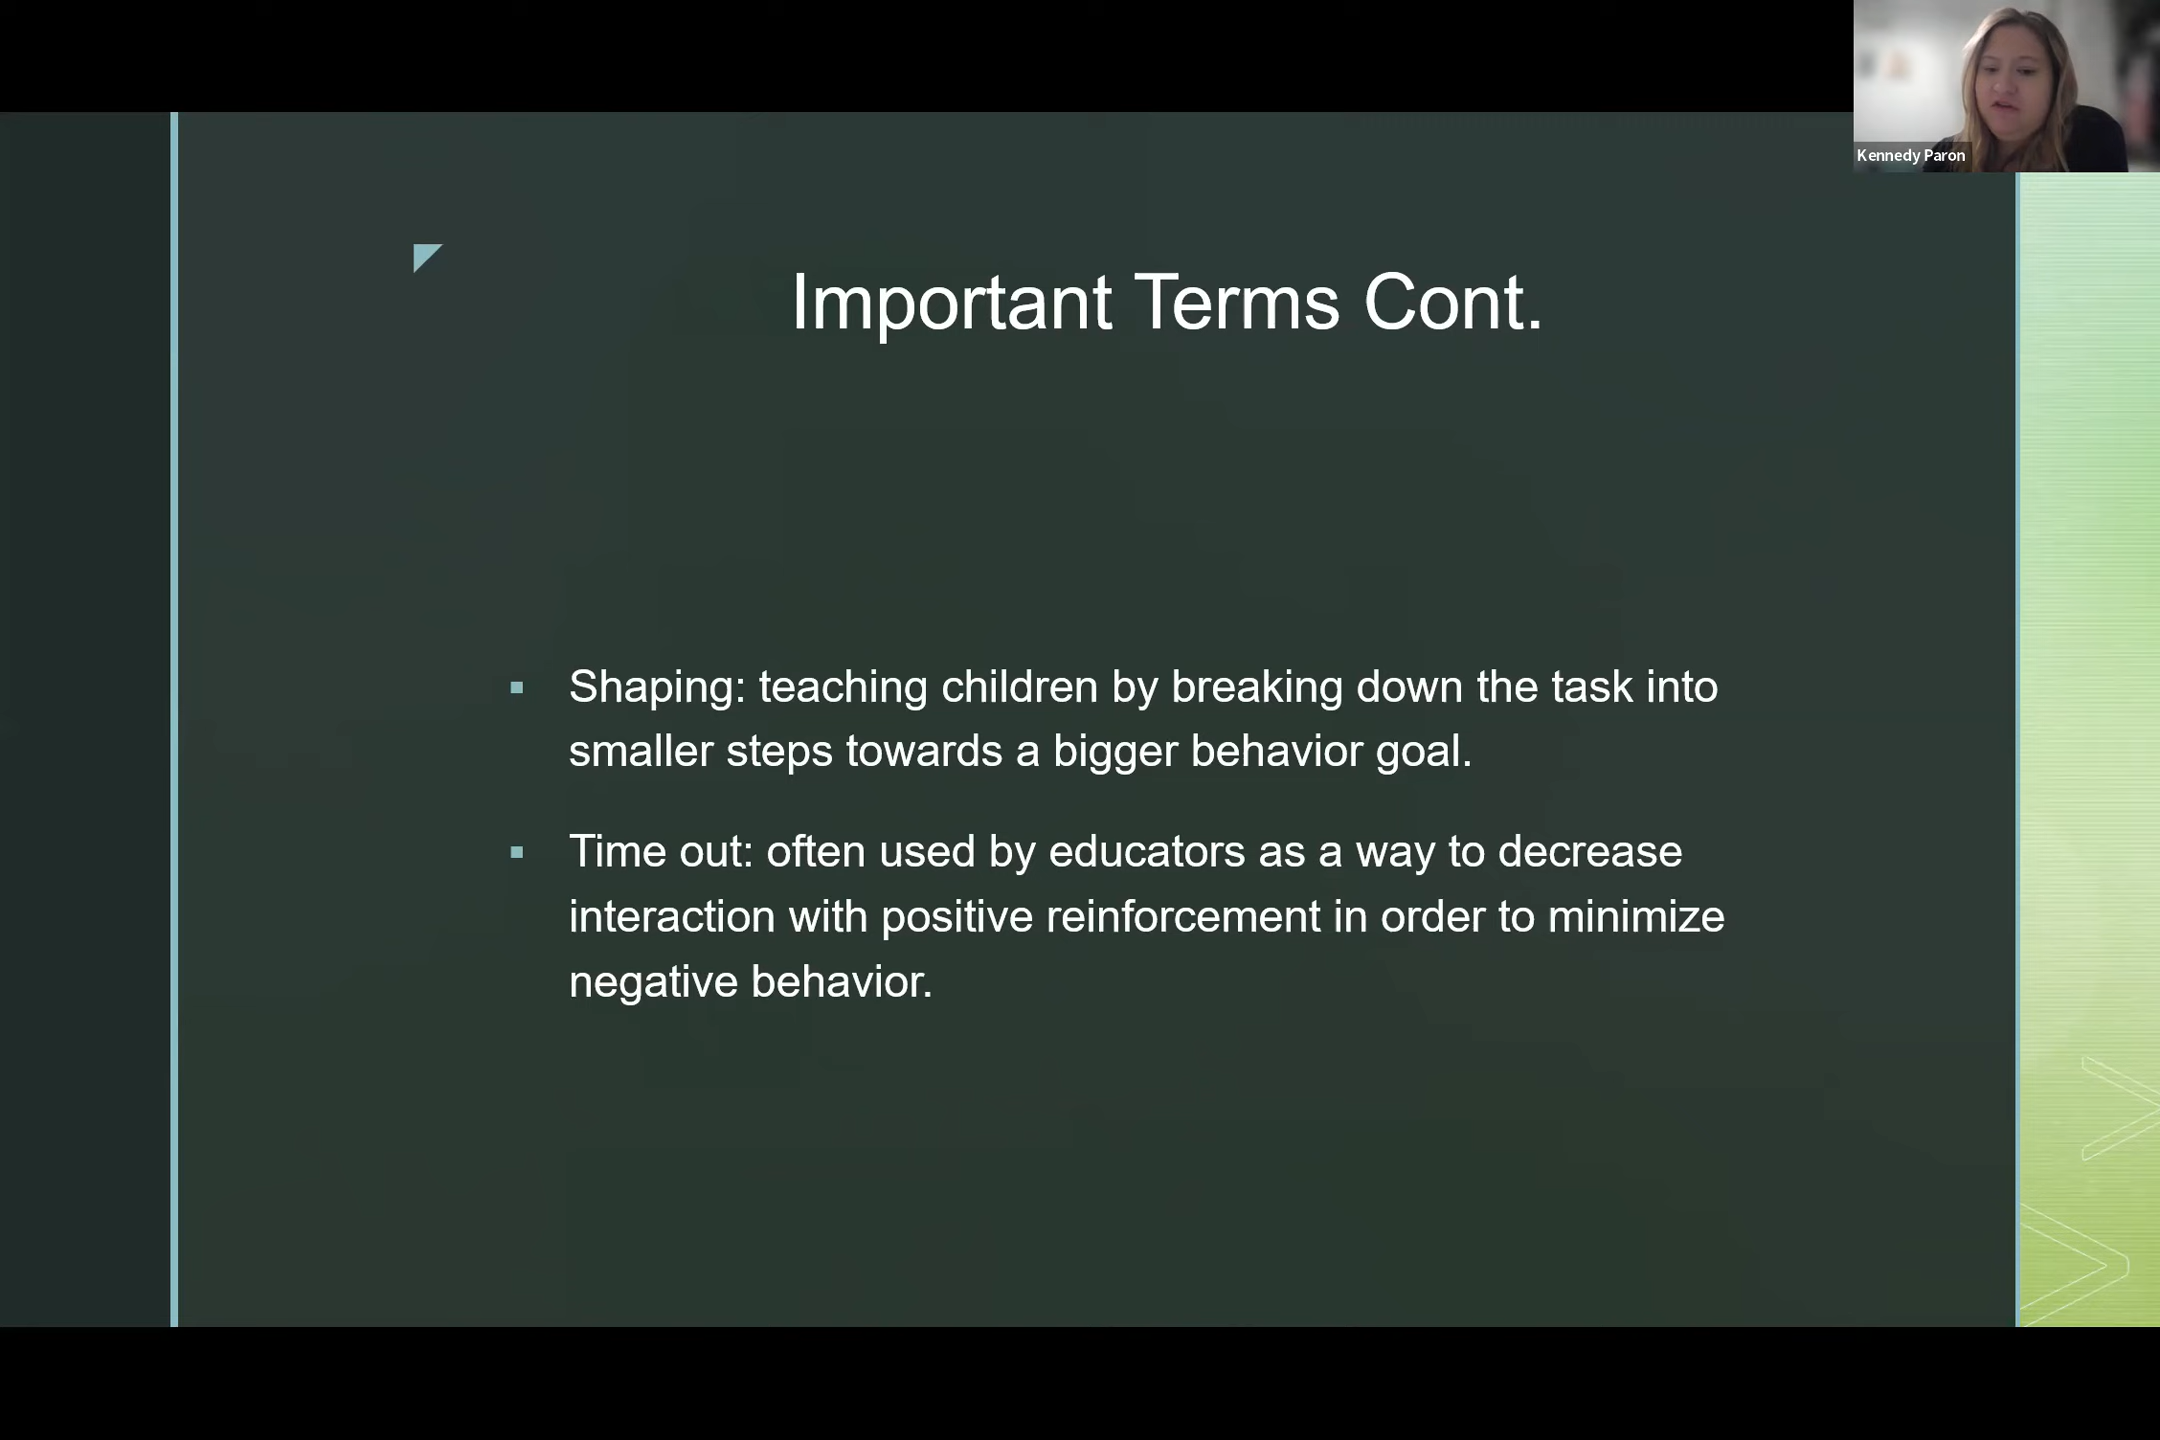 Kennedy Paron
Important Terms Cont.
▪ Shaping: teaching children by breaking down the task into
smaller steps towards a bigger behavior goal.
▪ Time out: often used by educators as a way to decrease
interaction with positive reinforcement in order to minimize
negative behavior.